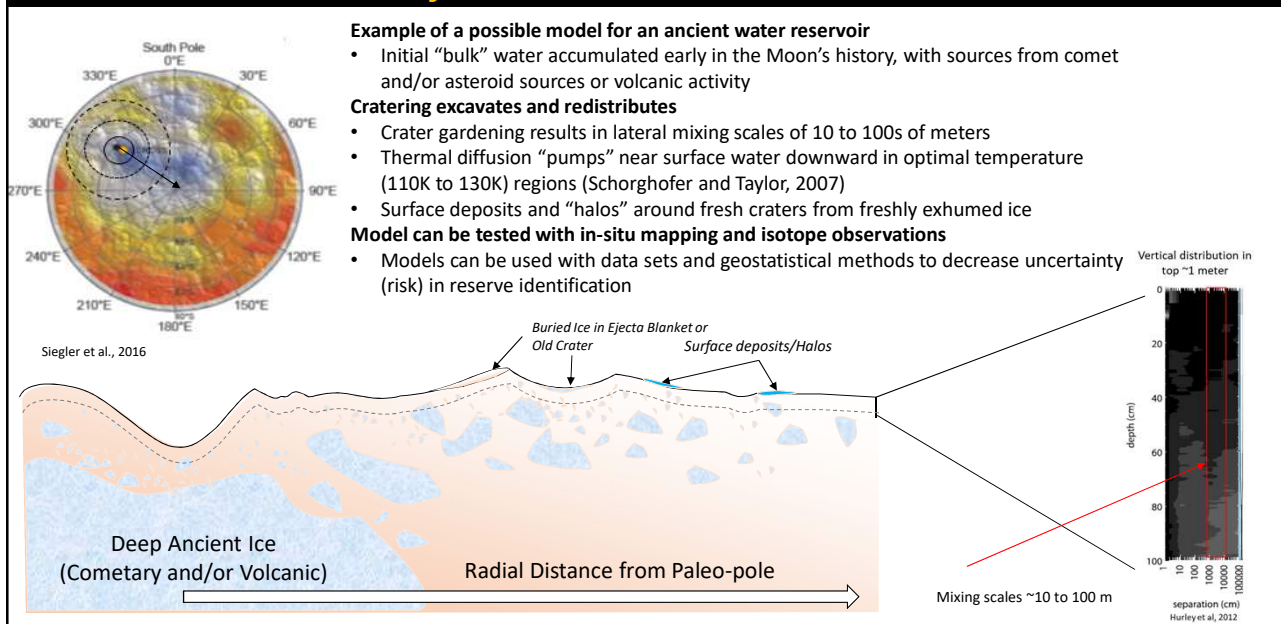 Example of a possible model for an ancient water reservoir
• Initial “bulk” water accumulated early in the Moon’s history, with sources from comet
and/or asteroid sources or volcanic activity
Cratering excavates and redistributes
• Crater gardening results in lateral mixing scales of 10 to 100s of meters
• Thermal diffusion “pumps” near surface water downward in optimal temperature
(110K to 130K) regions (Schorghofer and Taylor, 2007)
• Surface deposits and “halos” around fresh craters from freshly exhumed ice
Model can be tested with in-situ mapping and isotope observations
• Models can be used with data sets and geostatistical methods to decrease uncertainty
(risk) in reserve identification
South Pole
0°E
330°E
30°E
300°E
60°E
270°E
90°E
240°E
120°E
210°E
150°E
180°E
Siegler et al., 2016
Vertical distribution in
top ~1 meter
0
20
40
60
80
100
depth (cm)
1
10
100
1000
10000
100000
separation (cm)
Hurley et al, 2012
Buried Ice in Ejecta Blanket or
Old Crater
Surface deposits/Halos
Deep Ancient Ice
(Cometary and/or Volcanic)
Radial Distance from Paleo-pole
Mixing scales ~10 to 100 m